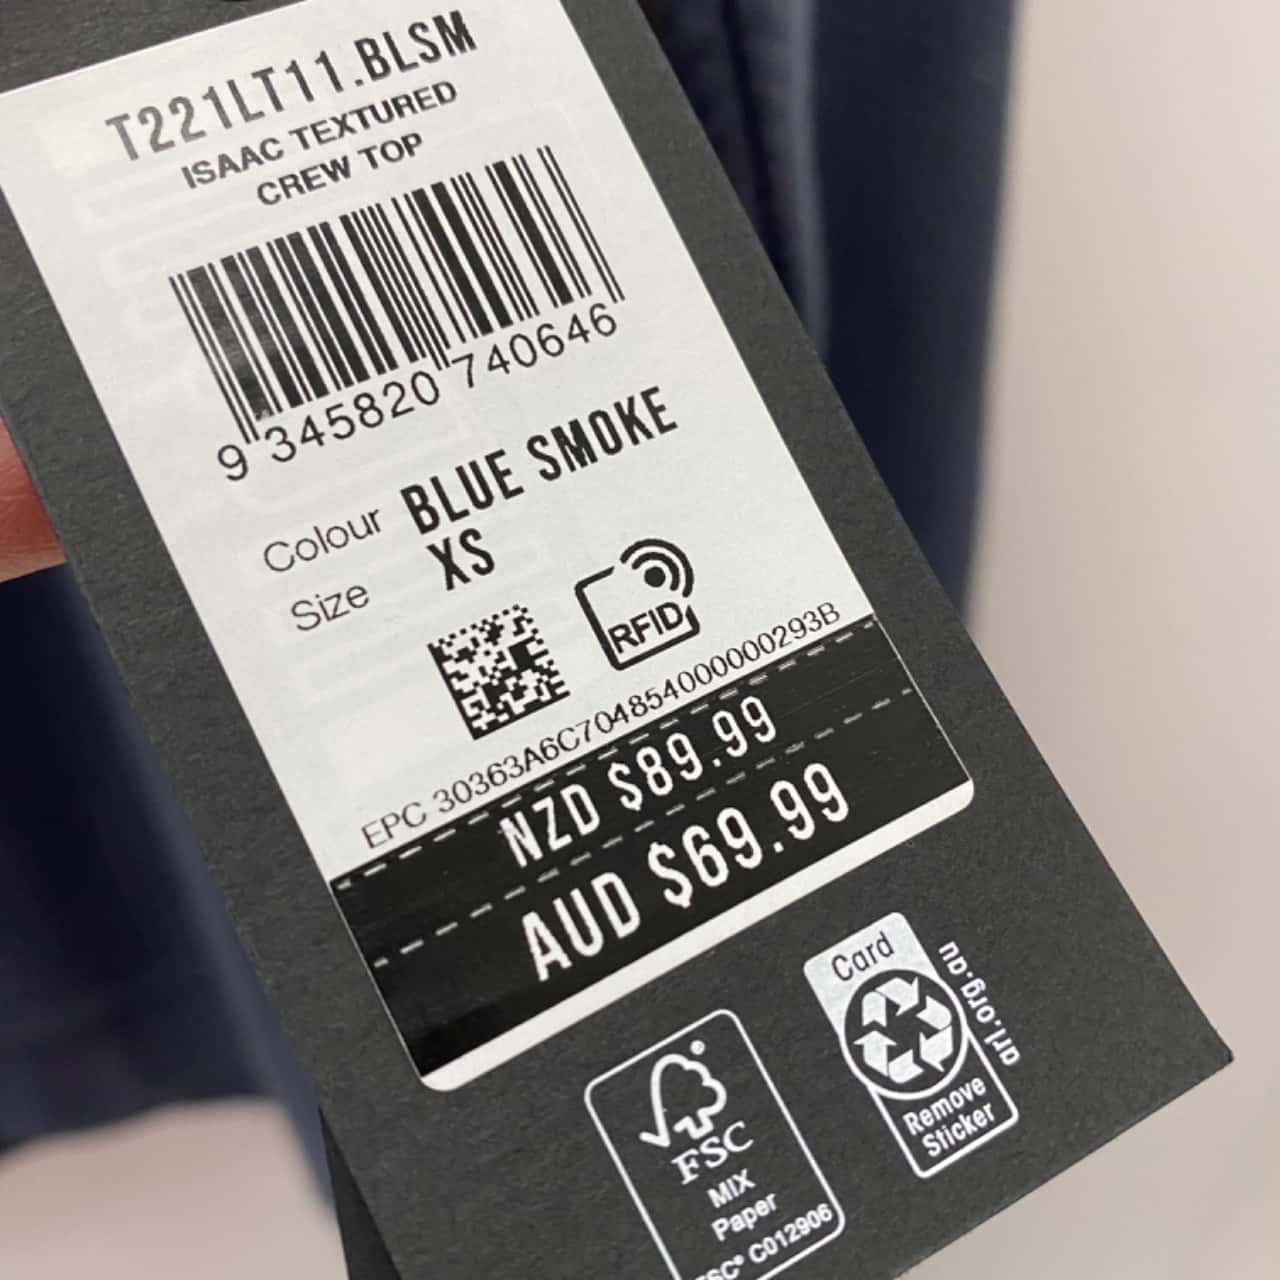 T221LT11.BLSM
ISAAC TEXTURED
CREW TOP
9 345820 740646
Colour BLUE SMOKE
Size XS
RFID
EPC 30363A6C704854000000293B
NZD $89.99
AUD $69.99
Card
arl.org.au
Remove
Sticker
FSC
MIX
Paper
FSC® C012906